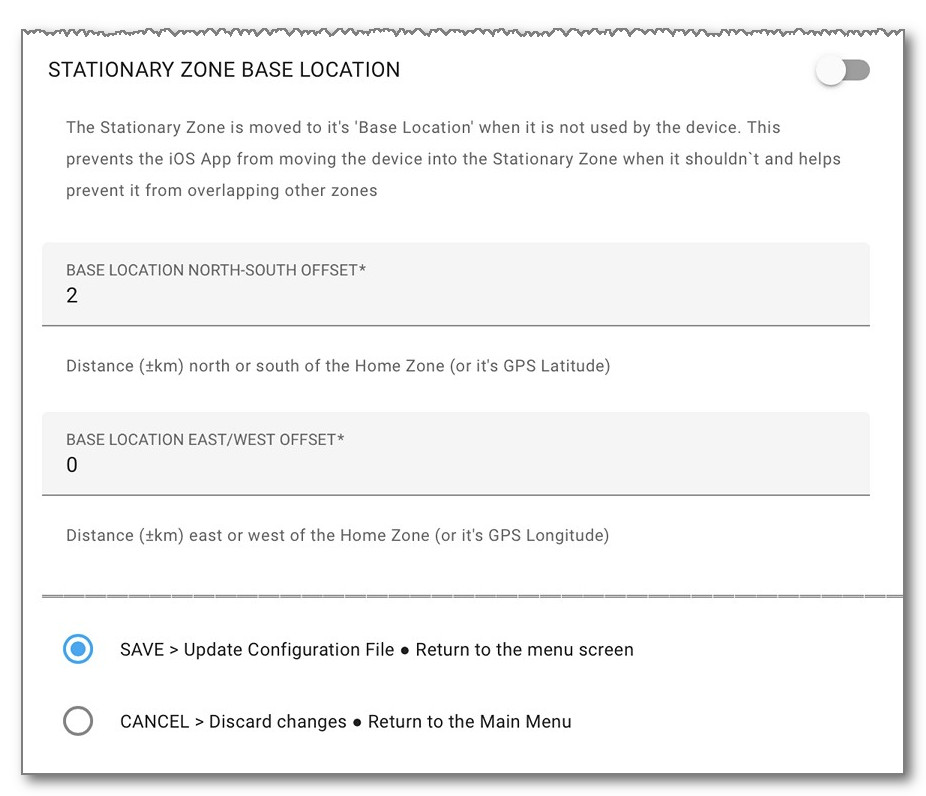 STATIONARY ZONE BASE LOCATION
The Stationary Zone is moved to it's 'Base Location' when it is not used by the device. This
prevents the iOS App from moving the device into the Stationary Zone when it shouldn`t and helps
prevent it from overlapping other zones
BASE LOCATION NORTH-SOUTH OFFSET*
2
Distance (±km) north or south of the Home Zone (or it's GPS Latitude)
BASE LOCATION EAST/WEST OFFSET*
0
Distance (±km) east or west of the Home Zone (or it's GPS Longitude)
SAVE > Update Configuration File ● Return to the menu screen
CANCEL > Discard changes ● Return to the Main Menu